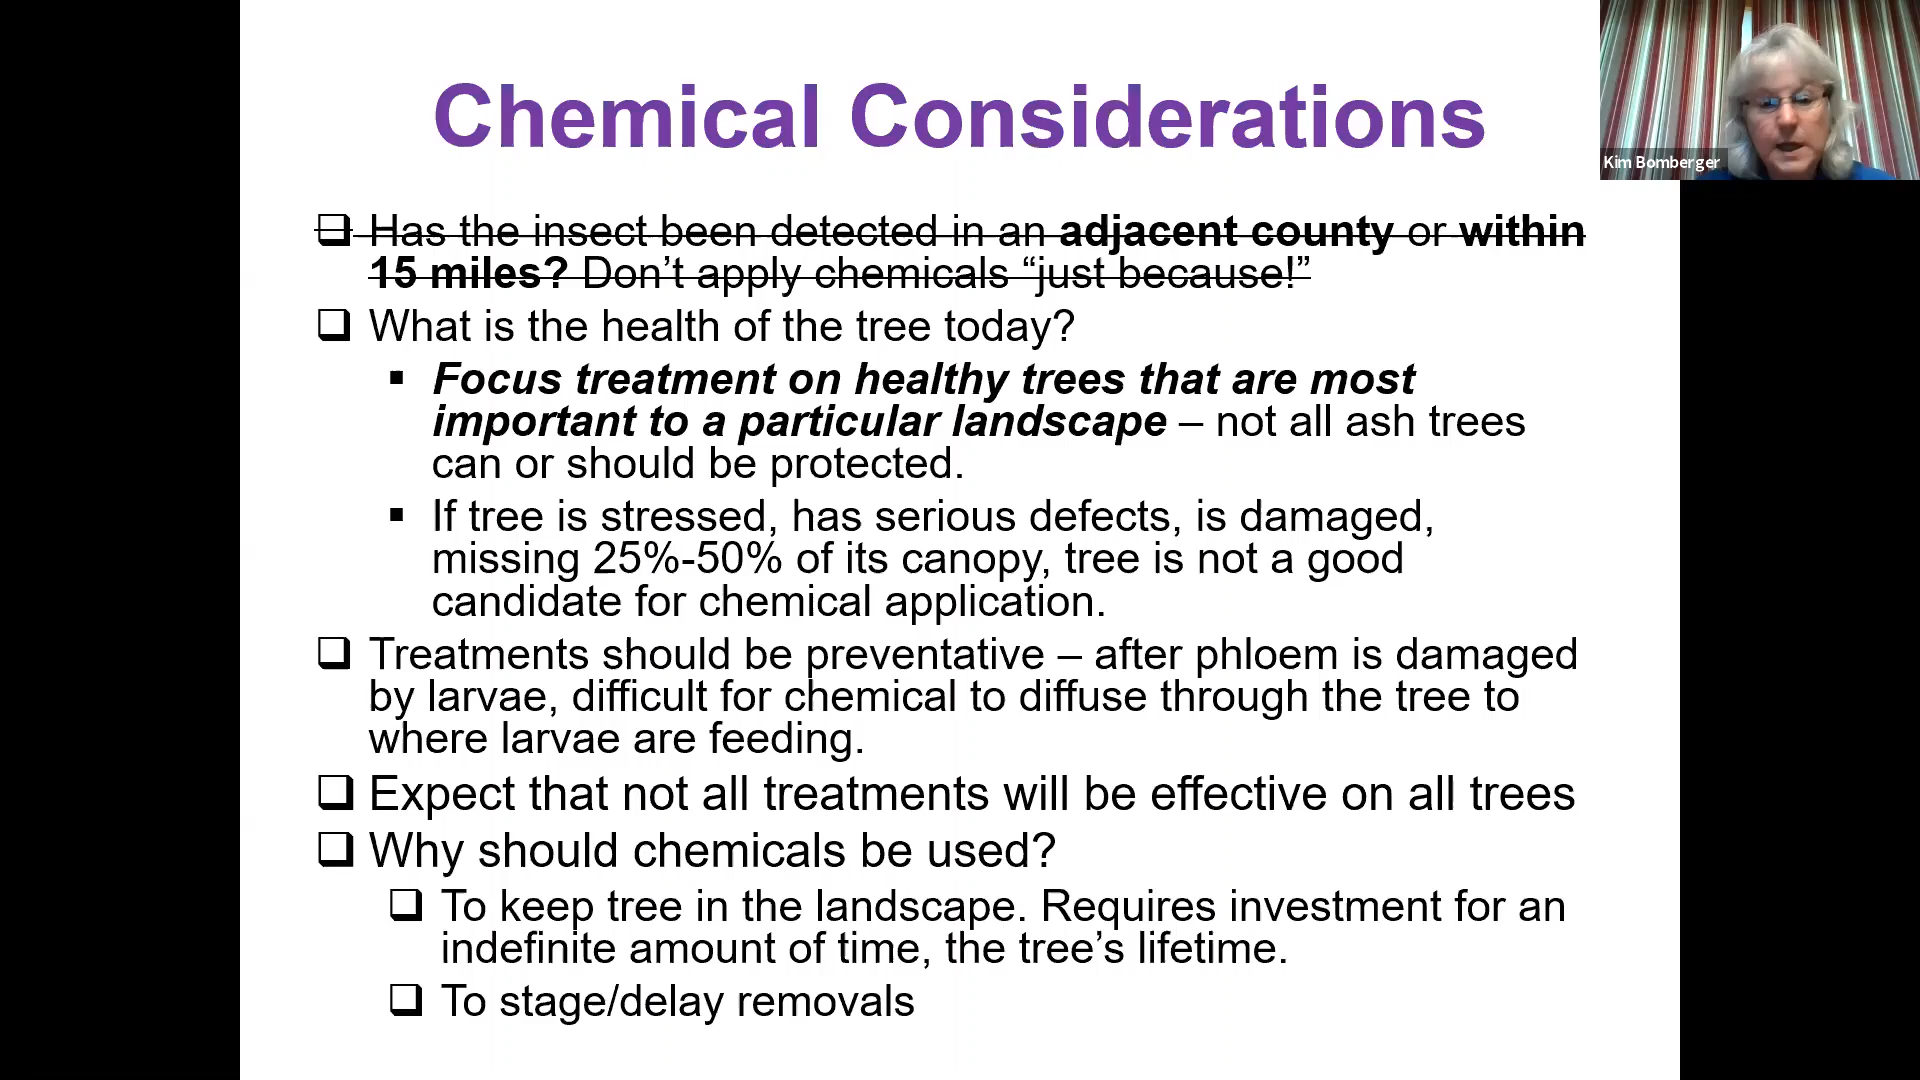 Chemical Considerations
Kim Bomberger
Has the insect been detected in an adjacent county or within
15 miles? Don’t apply chemicals “just because!”
What is the health of the tree today?
Focus treatment on healthy trees that are most
important to a particular landscape – not all ash trees
can or should be protected.
If tree is stressed, has serious defects, is damaged,
missing 25%-50% of its canopy, tree is not a good
candidate for chemical application.
Treatments should be preventative – after phloem is damaged
by larvae, difficult for chemical to diffuse through the tree to
where larvae are feeding.
Expect that not all treatments will be effective on all trees
Why should chemicals be used?
To keep tree in the landscape. Requires investment for an
indefinite amount of time, the tree’s lifetime.
To stage/delay removals